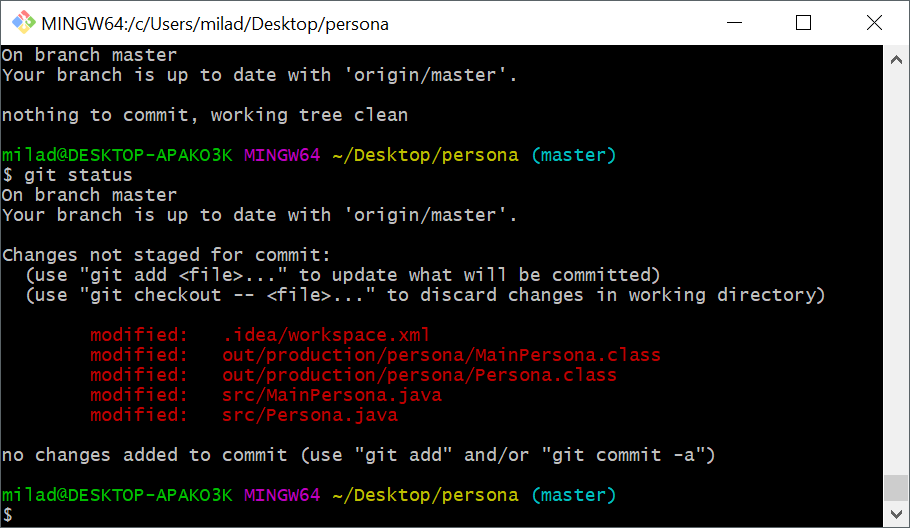 MINGW64:/c/Users/milad/Desktop/persona
On branch master
Your branch is up to date with 'origin/master'.
nothing to commit, working tree clean
milad@DESKTOP-APAKO3K MINGW64 ~/Desktop/persona (master)
$ git status
On branch master
Your branch is up to date with 'origin/master'.
Changes not staged for commit:
  (use "git add <file>..." to update what will be committed)
  (use "git checkout -- <file>..." to discard changes in working directory)
        modified:   .idea/workspace.xml
        modified:   out/production/persona/MainPersona.class
        modified:   out/production/persona/Persona.class
        modified:   src/MainPersona.java
        modified:   src/Persona.java
no changes added to commit (use "git add" and/or "git commit -a")
milad@DESKTOP-APAKO3K MINGW64 ~/Desktop/persona (master)
$